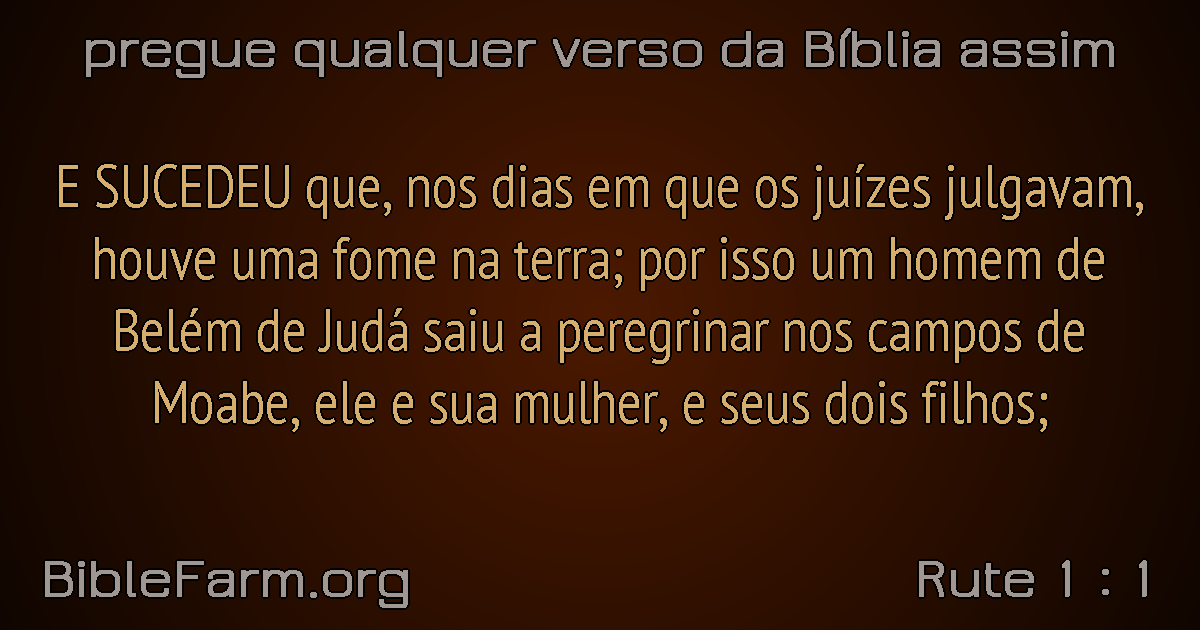 pregue qualquer verso da Bíblia assim
E SUCEDEU que, nos dias em que os juízes julgavam,
houve uma fome na terra; por isso um homem de
Belém de Judá saiu a peregrinar nos campos de
Moabe, ele e sua mulher, e seus dois filhos;
BibleFarm.org
Rute 1 : 1